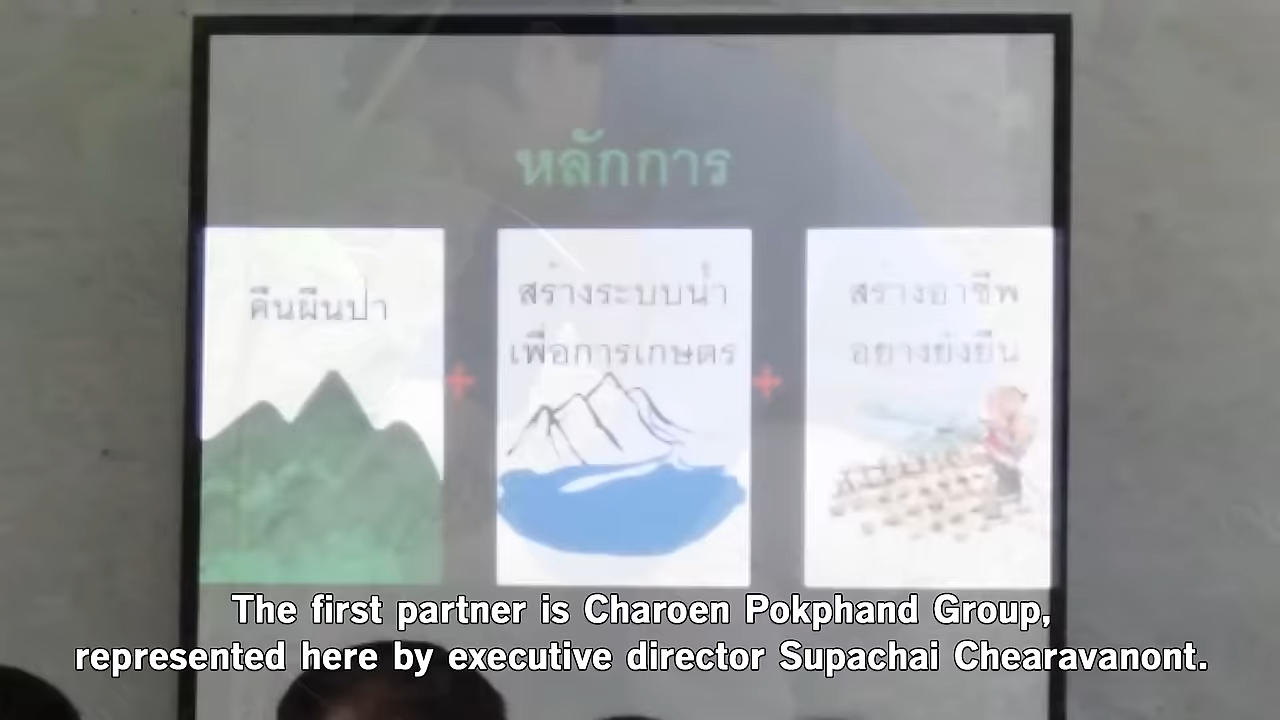 หลักการ
คืนผืนป่า
สร้างระบบน้ำ
เพื่อการเกษตร
สร้างอาชีพ
อย่างยั่งยืน
The first partner is Charoen Pokphand Group,
represented here by executive director Supachai Chearavanont.